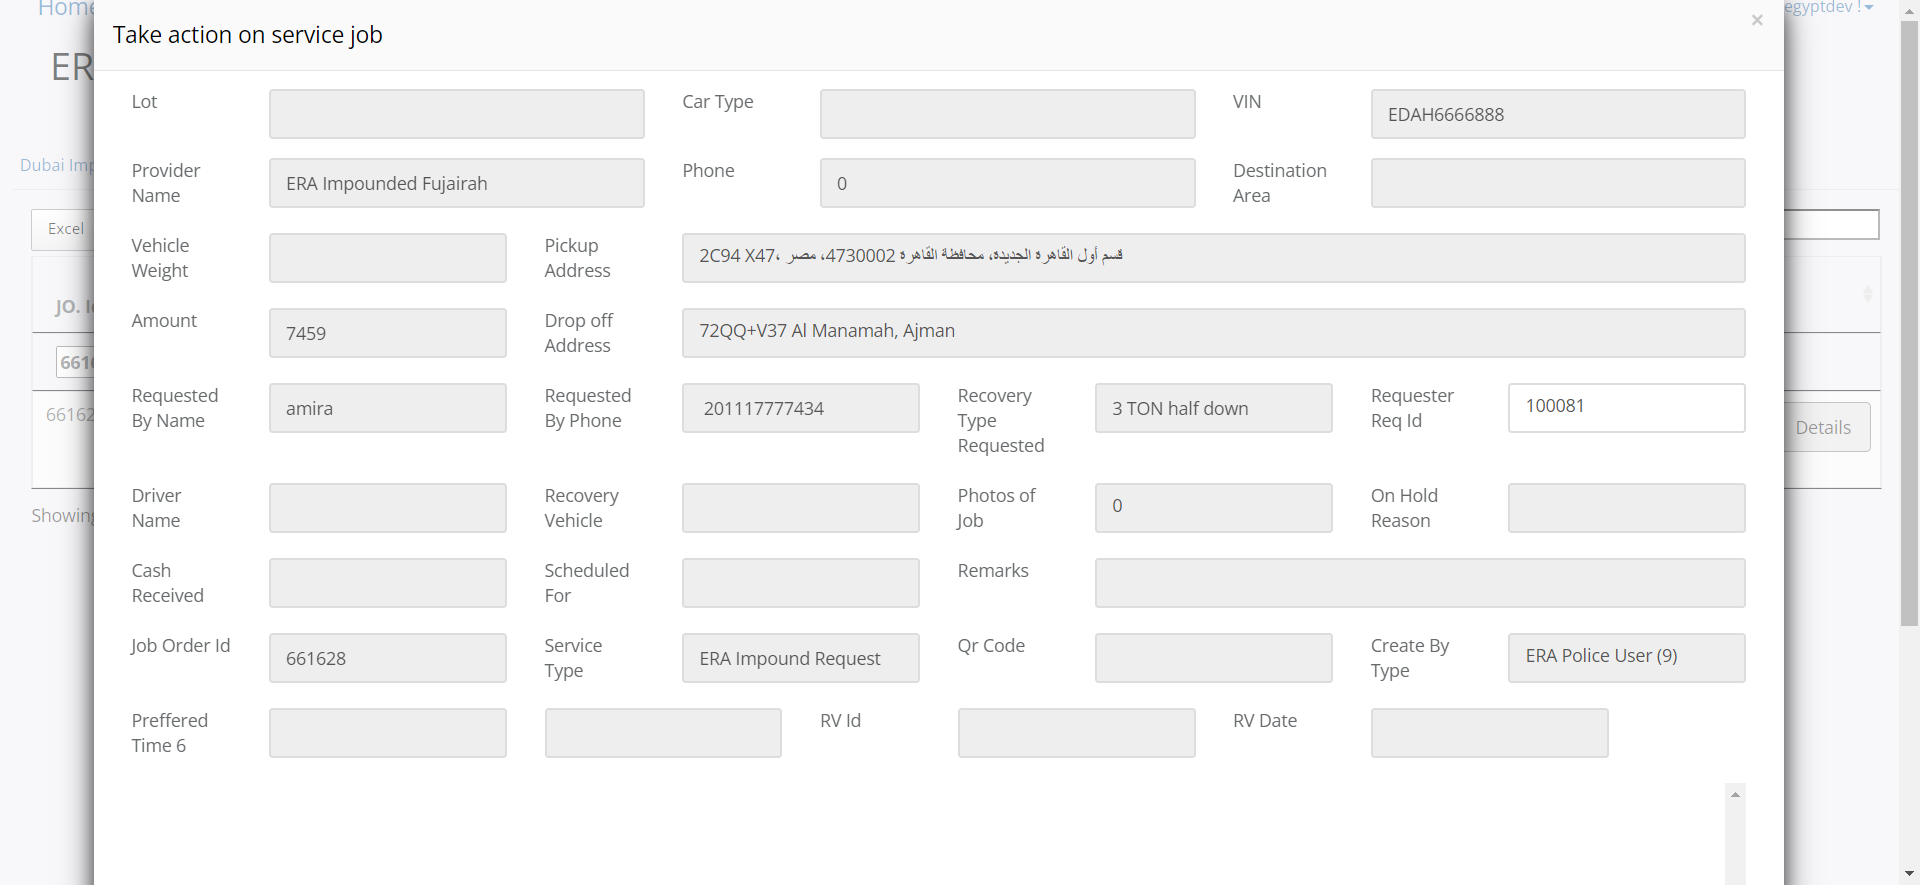 Home
egyptdev !
Take action on service job
×
ER
Lot
Car Type
VIN
EDAH6666888
Dubai Imp
Provider Name
ERA Impounded Fujairah
Phone
0
Destination Area
Excel
Vehicle Weight
Pickup Address
2C94 X47، قسم أول القاهرة الجديدة، محافظة القاهرة 4730002، مصر
JO. I
Amount
7459
Drop off Address
72QQ+V37 Al Manamah, Ajman
661
Requested By Name
amira
Requested By Phone
201117777434
Recovery Type Requested
3 TON half down
Requester Req Id
100081
66162
Details
Driver Name
Recovery Vehicle
Photos of Job
0
On Hold Reason
Showing
Cash Received
Scheduled For
Remarks
Job Order Id
661628
Service Type
ERA Impound Request
Qr Code
Create By Type
ERA Police User (9)
Preffered Time 6
RV Id
RV Date